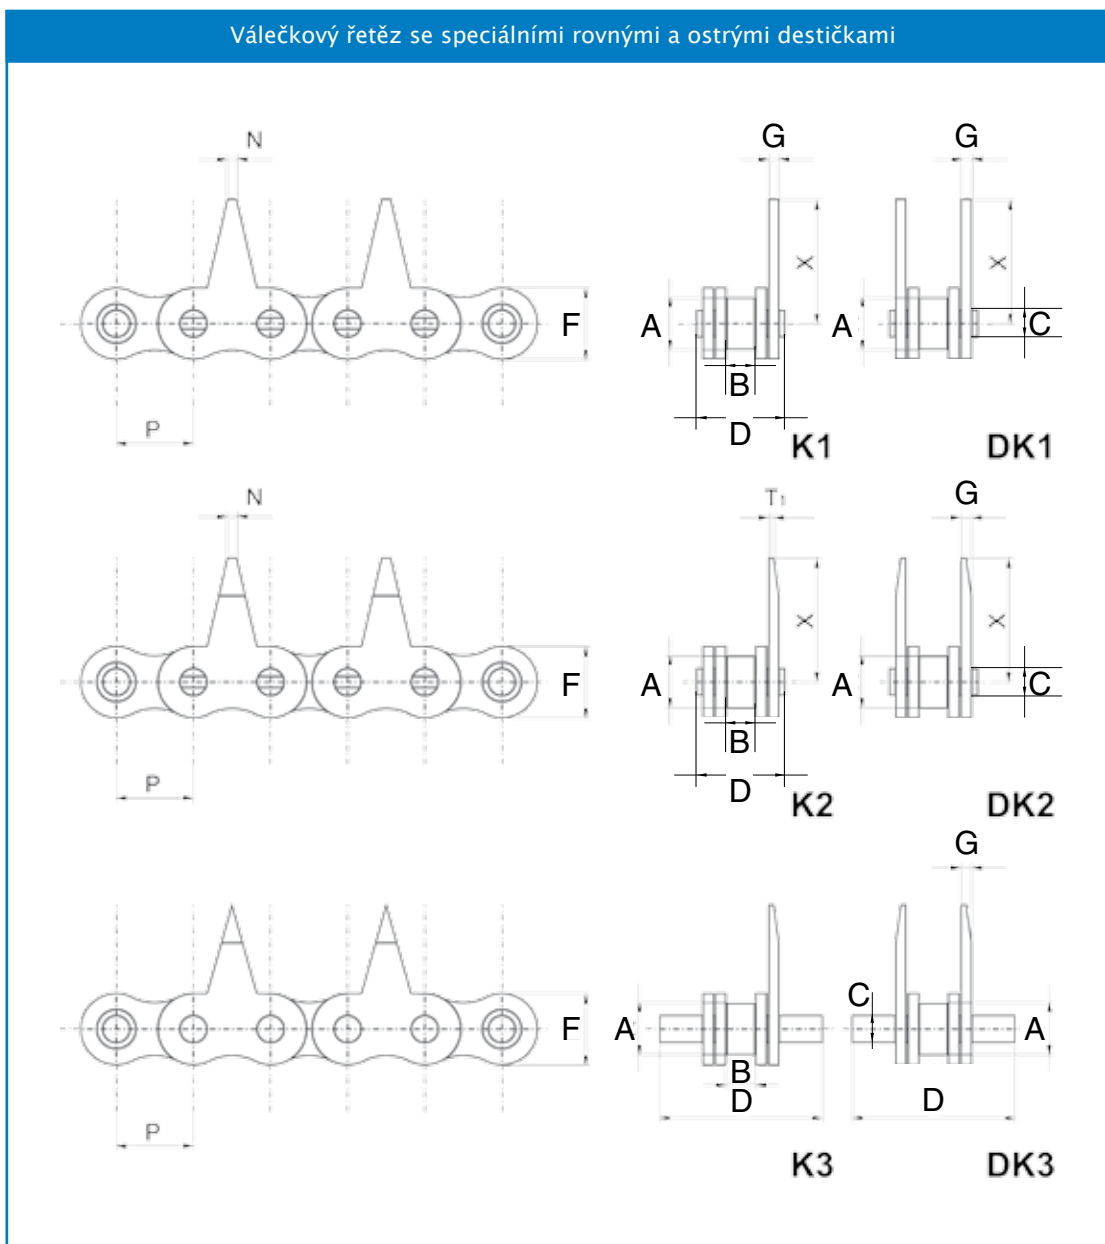 Válečkový řetěz se speciálními rovnými a ostrými destičkami
N G G
X X
F A A C
B
P D
K1 DK1
N T1 G
X X
F A A C
B
P D
K2 DK2
G
C
F A A
B
P D D
K3 DK3